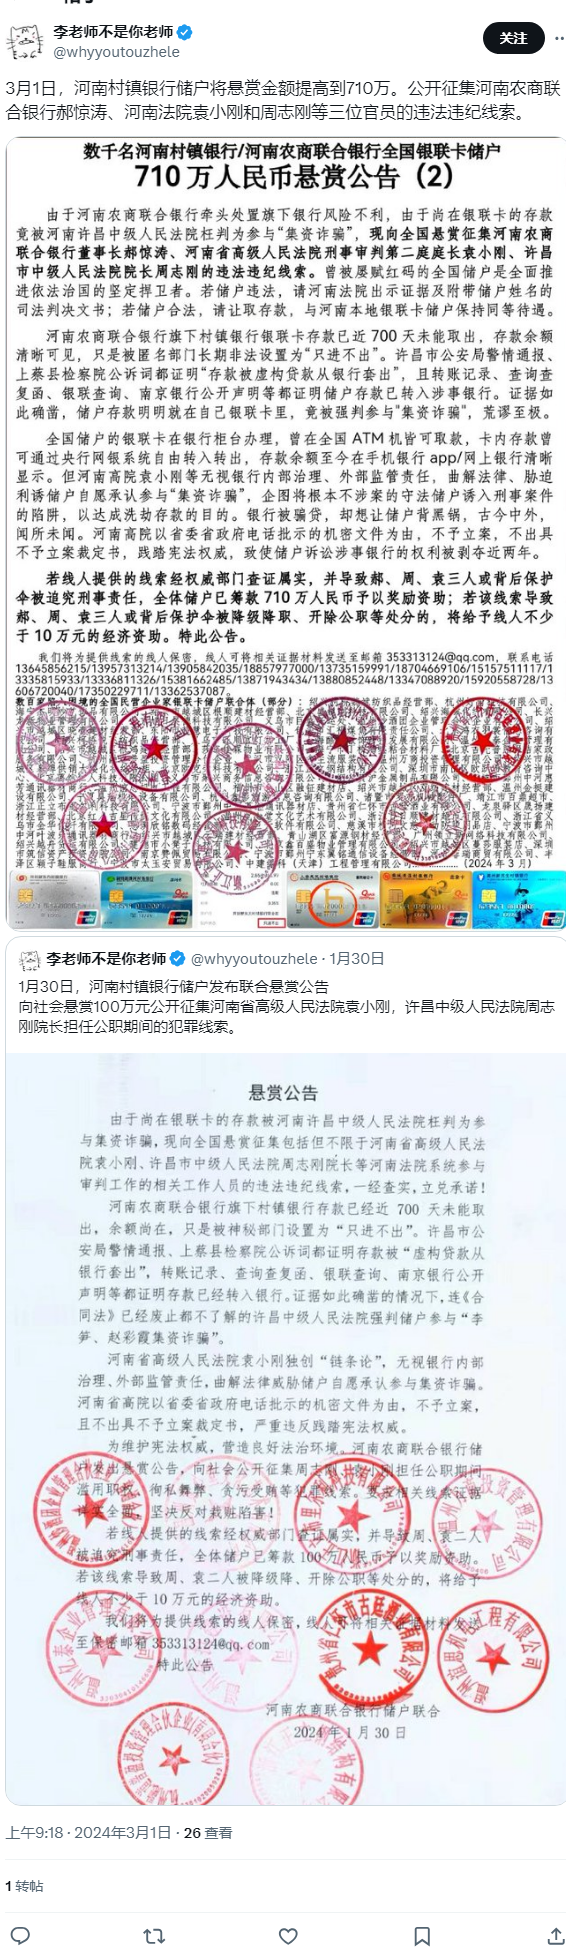 李老师不是你老师
@whyyoutouzhele
关注
3月1日，河南村镇银行储户将悬赏金额提高到710万。公开征集河南农商联
合银行郝惊涛、河南法院袁小刚和周志刚等三位官员的违法违纪线索。
数千名河南村镇银行/河南农商联合银行全国银联卡储户
710万人民币悬赏公告（2）
由于河南农商联合银行牵头处置旗下银行风险不利，由于尚在银联卡的存款
竟被河南许昌中级人民法院枉判为参与“集资诈骗”，现向全国悬赏征集河南农商
联合银行董事长郝惊涛、河南省高级人民法院刑事审判第二庭庭长袁小刚、许昌
市中级人民法院院长周志刚的违法违纪线索。曾被屡赋红码的全国储户是全面推
进依法治国的坚定捍卫者。若储户违法，请河南法院出示证据及附带储户姓名的
司法判决文书；若储户合法，请让取存款，与河南本地银联卡储户保持同等待遇。
河南农商联合银行旗下村镇银行银联卡存款已近700天未能取出，存款余额
清晰可见，只是被匿名部门长期非法设置为“只进不出”。许昌市公安局警情通报、
上蔡县检察院公诉词都证明“存款被虚构贷款从银行套出”，且转账记录、查询查
复函、银联查询、南京银行公开声明等都证明储户存款已转入涉事银行。证据如
此确凿，储户存款明明就在自己银联卡里，竟被强判参与“集资诈骗”，荒谬至极。
全国储户的银联卡在银行柜台办理，曾在全国ATM机皆可取款，卡内存款曾
可通过央行网银系统自由转入转出，存款余额至今在手机银行app/网上银行清晰
显示。但河南高院袁小刚等无视银行内部治理、外部监管责任，曲解法律、胁迫
利诱储户自愿承认参与“集资诈骗”，企图将根本不涉案的守法储户诱入刑事案件
的陷阱，以达成洗劫存款的目的。银行被骗贷，却想让储户背黑锅，古今中外，
闻所未闻。河南高院以省委省政府电话批示的机密文件为由，不予立案，不出具
不予立案裁定书，践踏宪法权威，致使储户诉讼涉事银行的权利被剥夺近两年。
若线人提供的线索经权威部门查证属实，并导致郝、周、袁三人或背后保护
伞被追究刑事责任，全体储户已筹款710万人民币予以奖励资助；若该线索导致
郝、周、袁三人或背后保护伞被降级降职、开除公职等处分的，将给予线人不少
于10万元的经济资助。特此公告。
我们将为提供线索的线人保密，线人可将相关证据材料发送至邮箱353313124@qq.com，联系电话
13645856215/13957313214/13905842035/18857977000/13735159991/18704669106/15157511117/1
3335815933/13336811326/15381662485/13871943434/13880852448/13347088920/15920558728/13
606720040/17350229711/13362537087。
（2024年3月）
李老师不是你老师 @whyyoutouzhele · 1月30日
1月30日，河南村镇银行储户发布联合悬赏公告
向社会悬赏100万元公开征集河南省高级人民法院袁小刚，许昌中级人民法院周志
刚院长担任公职期间的犯罪线索。
悬赏公告
由于尚在银联卡的存款被河南许昌中级人民法院枉判为参
与集资诈骗，现向全国悬赏征集包括但不限于河南省高级人民法
院袁小刚、许昌市中级人民法院周志刚院长等河南法院系统参与
审判工作的相关工作人员的违法违纪线索，一经查实，立兑承诺！
河南农商联合银行旗下村镇银行存款已经近 700 天未能取
出，余额尚在，只是被神秘部门设置为“只进不出”。许昌市公
安局警情通报、上蔡县检察院公诉词都证明存款被“虚构贷款从
银行套出”，转账记录、查询查复函、银联查询、南京银行公开
声明等都证明存款已经转入银行。证据如此确凿的情况下，连《合
同法》已经废止都不了解的许昌中级人民法院强判储户参与“李
笋、赵彩霞集资诈骗”。
河南省高级人民法院袁小刚独创“链条论”，无视银行内部
治理、外部监管责任，曲解法律威胁储户自愿承认参与集资诈骗。
河南省高院以省委省政府电话批示的机密文件为由，不予立案，
且不出具不予立案裁定书，严重违反践踏宪法权威。
为维护宪法权威，营造良好法治环境。河南农商联合银行储
户发出悬赏公告，向社会公开征集周志刚、袁小刚担任公职期间
滥用职权、徇私舞弊、贪污受贿等犯罪线索。要求相关线索证据
详实全面，坚决反对栽赃陷害！
若线人提供的线索经权威部门查证属实，并导致周、袁二人
被追究刑事责任，全体储户已筹款 100 万人民币予以奖励资助。
若该线索导致周、袁二人被降级降、开除公职等处分的，将给予
线人不少于 10 万元的经济资助。
我们将为提供线索的线人保密，线人可将相关证据材料发送
至保密邮箱 353313124@qq.com
特此公告
河南农商联合银行储户联合
2024 年 1 月 30 日
上午9:18 · 2024年3月1日 · 26 查看
1 转帖